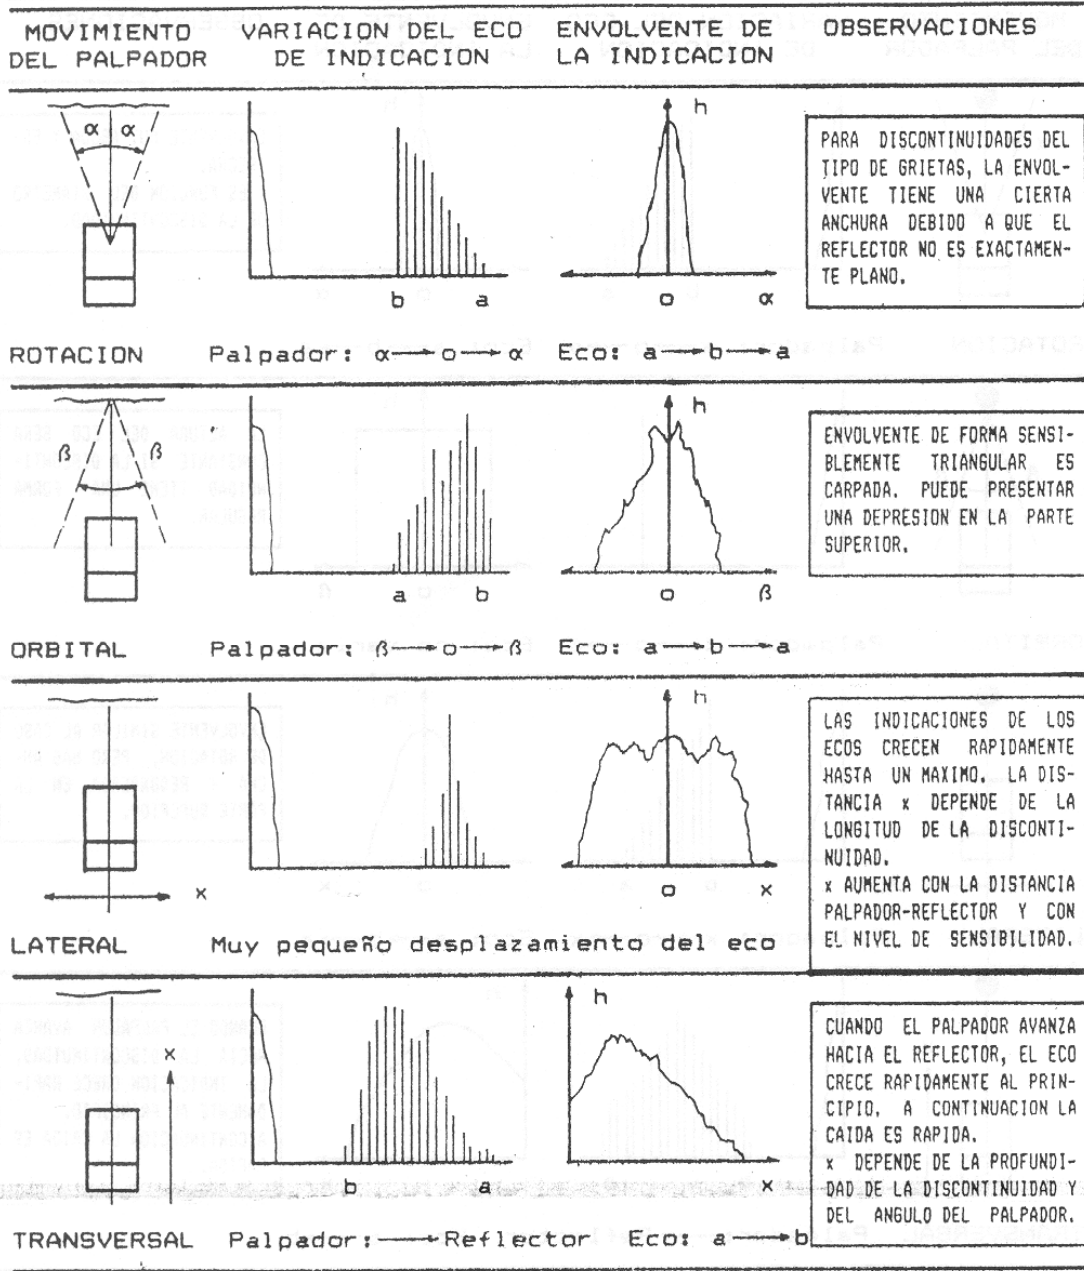 MOVIMIENTO
DEL PALPADOR
VARIACION DEL ECO
DE INDICACION
ENVOLVENTE DE
LA INDICACION
OBSERVACIONES
α α
b a
h
o α
PARA DISCONTINUIDADES DEL
TIPO DE GRIETAS, LA ENVOL-
VENTE TIENE UNA CIERTA
ANCHURA DEBIDO A QUE EL
REFLECTOR NO ES EXACTAMEN-
TE PLANO.
ROTACION Palpador: α→o→α Eco: a→b→a
β β
a b
h
o β
ENVOLVENTE DE FORMA SENSI-
BLEMENTE TRIANGULAR ES
CARPADA. PUEDE PRESENTAR
UNA DEPRESION EN LA PARTE
SUPERIOR.
ORBITAL Palpador: β→o→β Eco: a→b→a
x
h
o x
LAS INDICACIONES DE LOS
ECOS CRECEN RAPIDAMENTE
HASTA UN MAXIMO. LA DIS-
TANCIA x DEPENDE DE LA
LONGITUD DE LA DISCONTI-
NUIDAD.
x AUMENTA CON LA DISTANCIA
PALPADOR-REFLECTOR Y CON
EL NIVEL DE SENSIBILIDAD.
LATERAL Muy pequeño desplazamiento del eco
x
b a
h
x
CUANDO EL PALPADOR AVANZA
HACIA EL REFLECTOR, EL ECO
CRECE RAPIDAMENTE AL PRIN-
CIPIO. A CONTINUACION LA
CAIDA ES RAPIDA.
x DEPENDE DE LA PROFUNDI-
DAD DE LA DISCONTINUIDAD Y
DEL ANGULO DEL PALPADOR.
TRANSVERSAL Palpador:→Reflector Eco: a→b